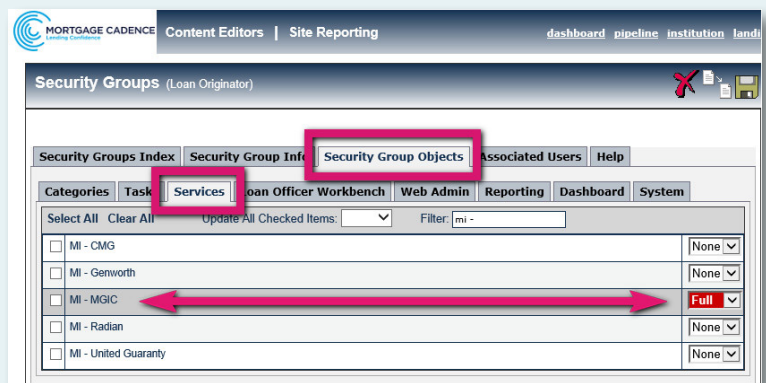 MORTGAGE CADENCE Content Editors | Site Reporting dashboard pipeline institution landi
Lending Confidence
Security Groups (Loan Originator)
Security Groups Index Security Group Info Security Group Objects Associated Users Help
Categories Task Services Loan Officer Workbench Web Admin Reporting Dashboard System
Select All Clear All Update All Checked Items: Filter: mi -
MI - CMG None
MI - Genworth None
MI - MGIC Full
MI - Radian None
MI - United Guaranty None